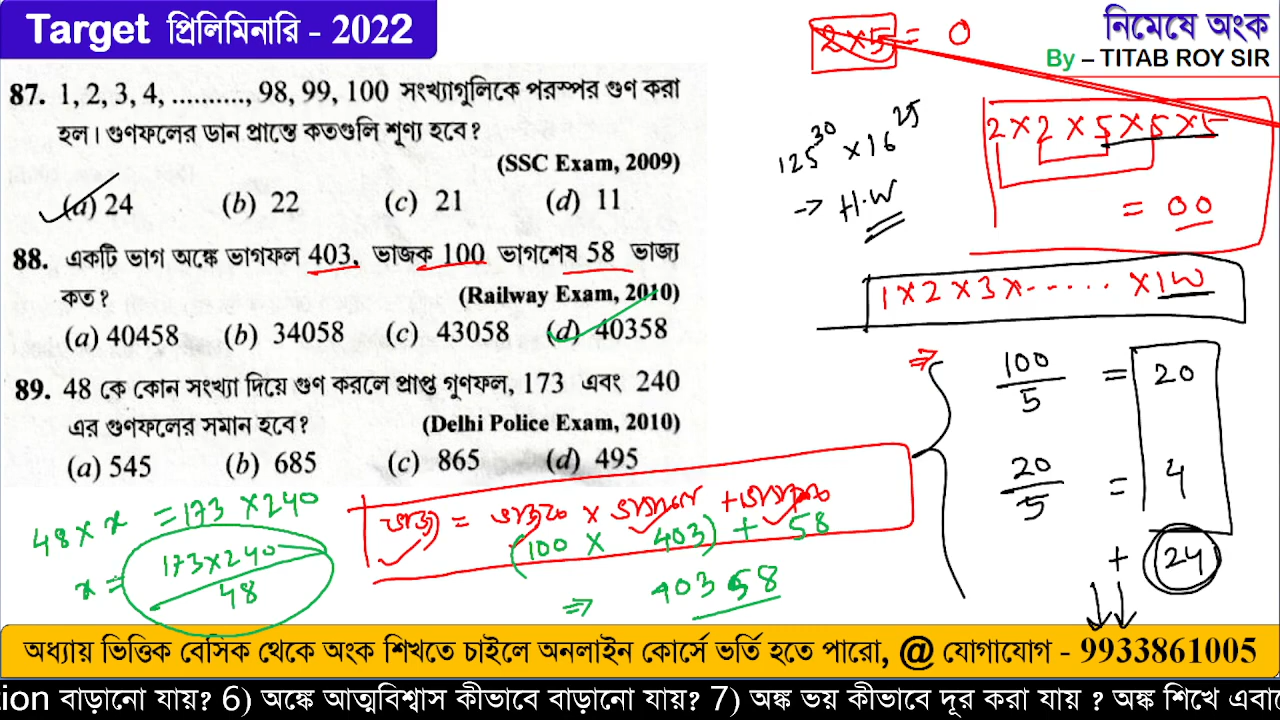 Target প্রিলিমিনারি - 2022
নিমেষে অংক
By – TITAB ROY SIR
87. 1, 2, 3, 4, .........., 98, 99, 100 সংখ্যাগুলিকে পরস্পর গুণ করা
হল। গুণফলের ডান প্রান্তে কতগুলি শূণ্য হবে?
(SSC Exam, 2009)
(a) 24 (b) 22 (c) 21 (d) 11
88. একটি ভাগ অঙ্কে ভাগফল 403, ভাজক 100 ভাগশেষ 58 ভাজ্য
কত? (Railway Exam, 2010)
(a) 40458 (b) 34058 (c) 43058 (d) 40358
89. 48 কে কোন সংখ্যা দিয়ে গুণ করলে প্রাপ্ত গুণফল, 173 এবং 240
এর গুণফলের সমান হবে? (Delhi Police Exam, 2010)
(a) 545 (b) 685 (c) 865 (d) 495
48 × x = 173 × 240
x = 173×240
48
ভাজ্য = ভাজক × ভাগফল + ভাগশেষ
(100 × 403) + 58
⇒ 40358
2×5 = 0
2 × 2 × 5 × 5 × 5
= 00
125^30 × 16^25
→ H.W
1 × 2 × 3 × ...... × 100
⇒ 100/5 = 20
20/5 = 4
+ 24
অধ্যায় ভিত্তিক বেসিক থেকে অংক শিখতে চাইলে অনলাইন কোর্সে ভর্তি হতে পারো, @ যোগাযোগ - 9933861005
tion বাড়ানো যায়? 6) অঙ্কে আত্মবিশ্বাস কীভাবে বাড়ানো যায়? 7) অঙ্ক ভয় কীভাবে দূর করা যায় ? অঙ্ক শিখে এবা